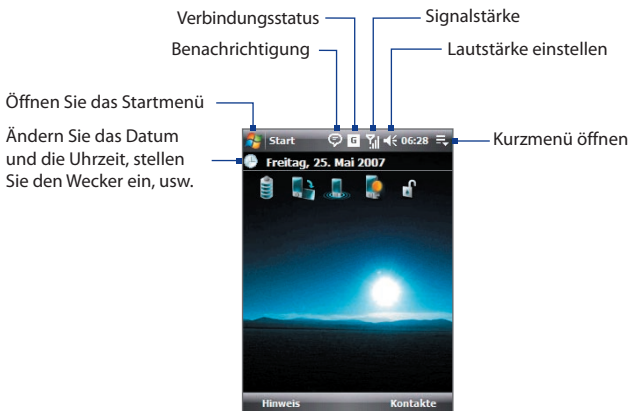 Verbindungsstatus
Signalstärke
Benachrichtigung
Lautstärke einstellen
Öffnen Sie das Startmenü
Ändern Sie das Datum
und die Uhrzeit, stellen
Sie den Wecker ein, usw.
Kurzmenü öffnen
Start G 06:28
Freitag, 25. Mai 2007
Hinweis Kontakte